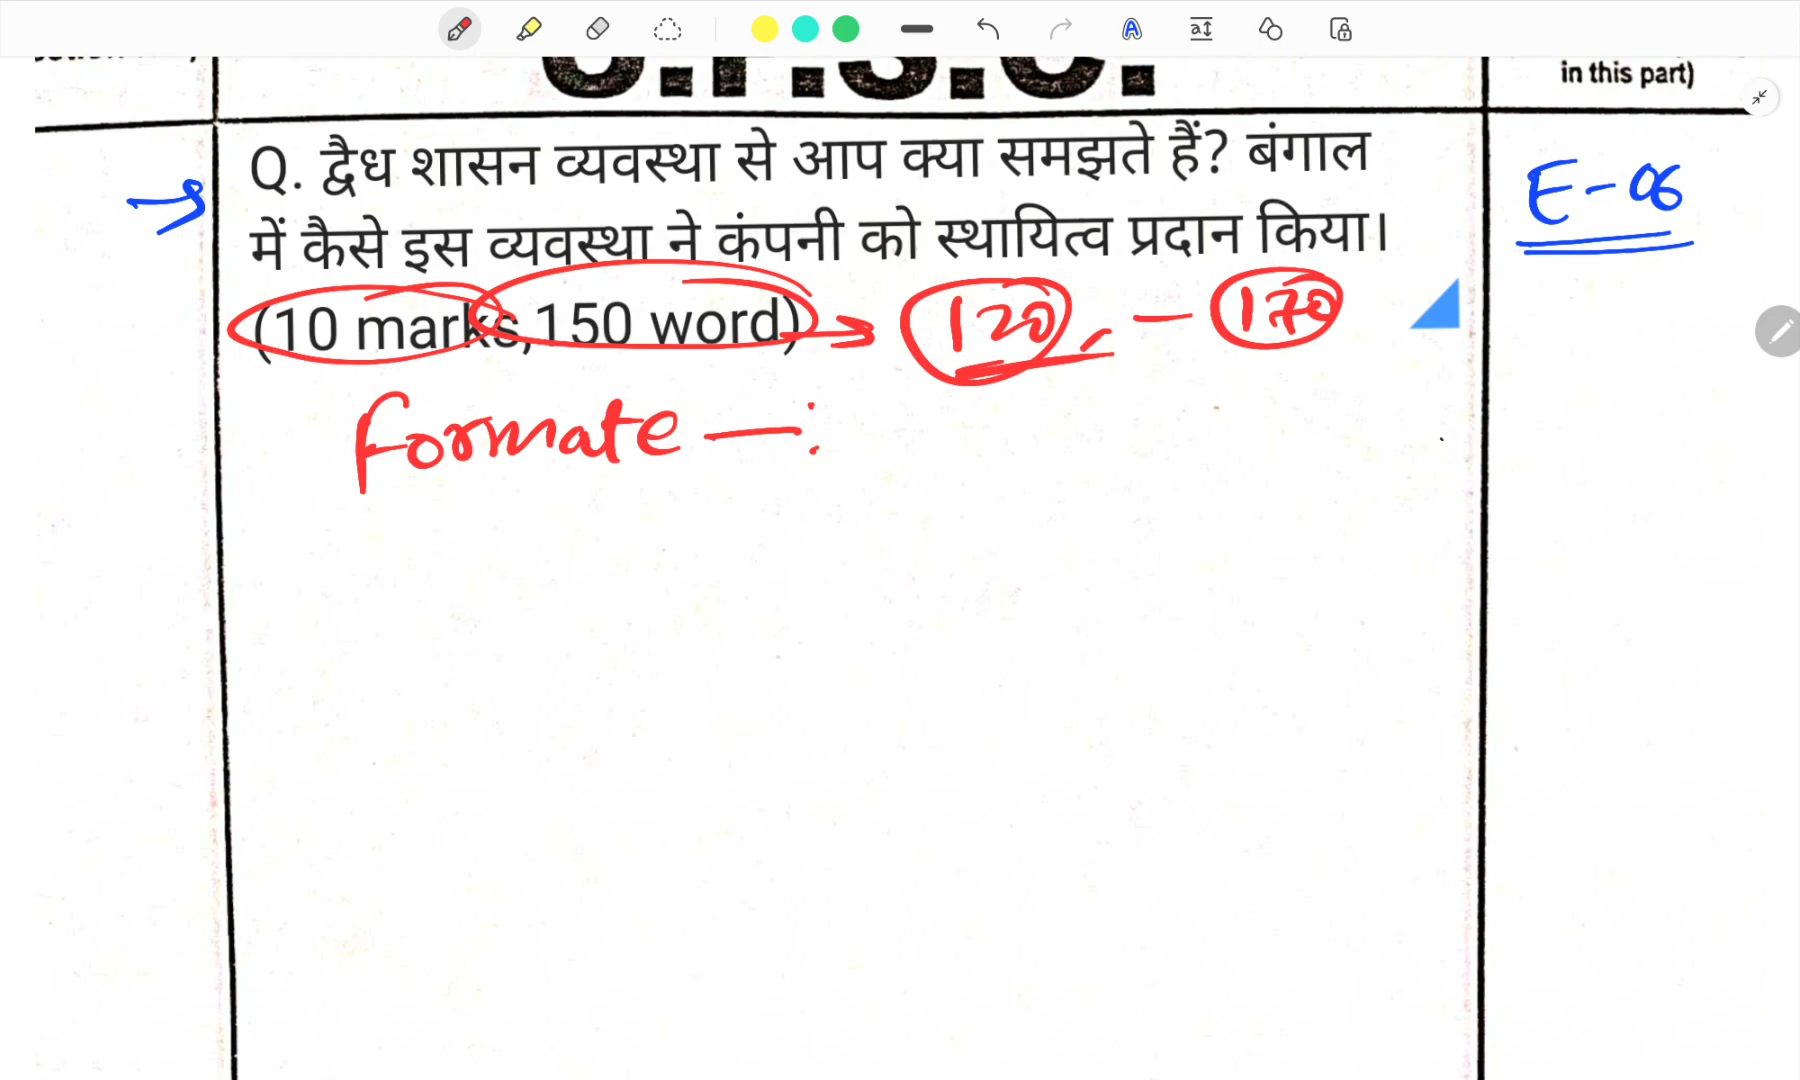 U.P.S.C.
in this part)
Q. द्वैध शासन व्यवस्था से आप क्या समझते हैं? बंगाल
में कैसे इस व्यवस्था ने कंपनी को स्थायित्व प्रदान किया।
(10 marks,150 word) → 120 — 170
E-06
formate —: